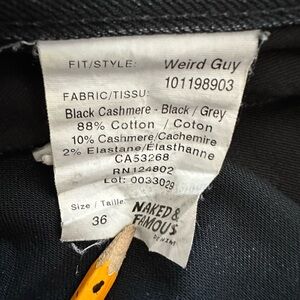 FIT/STYLE: Weird Guy
101198903
FABRIC/TISSU:
Black Cashmere - Black / Grey
88% Cotton / Coton
10% Cashmere/Cachemire
2% Elastane/Elasthanne
CA53268
RN124802
Lot: 0033029
Size / Taille
36
NAKED &
FAMOUS
DENIM